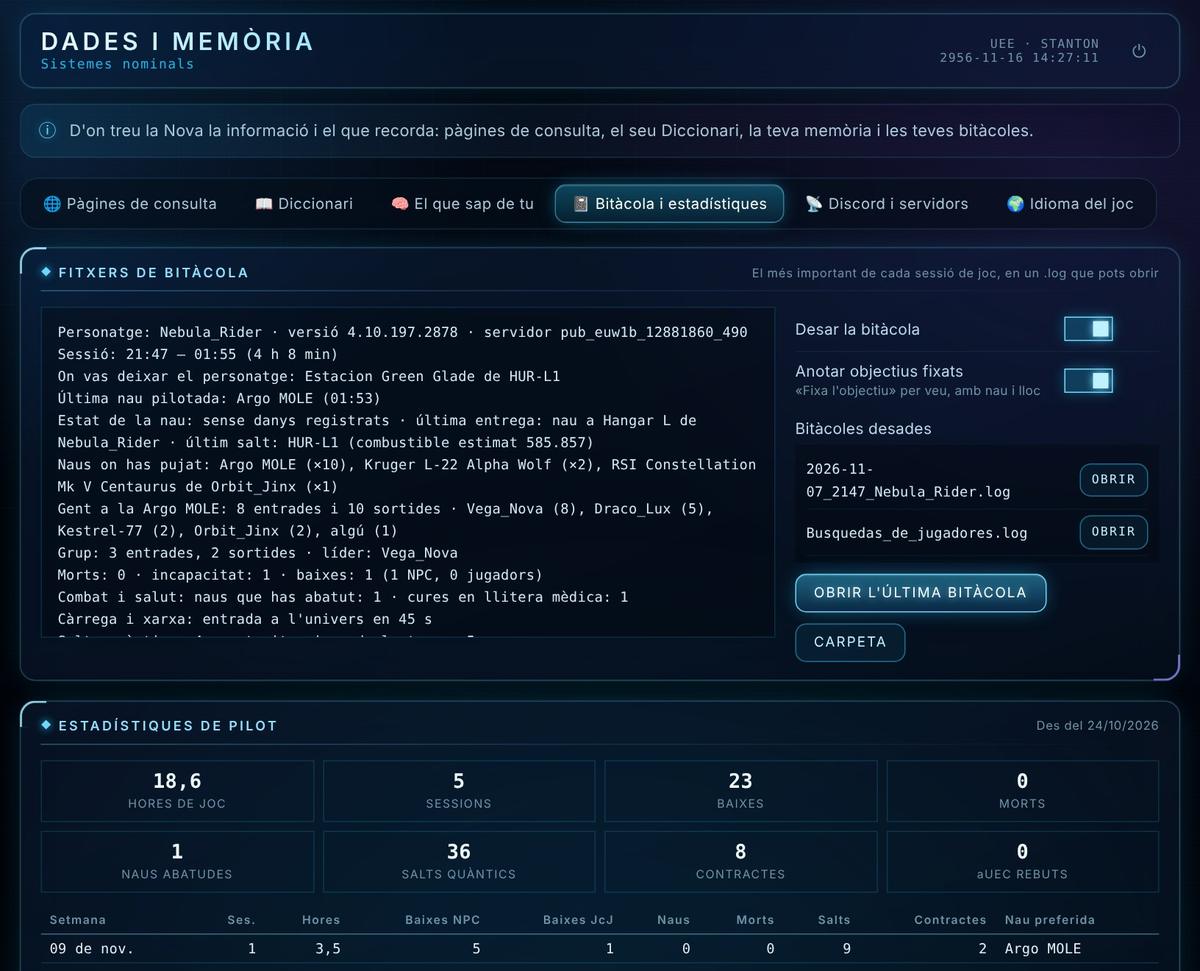 DADES I MEMÒRIA
Sistemes nominals
UEE · STANTON
2956-11-16 14:27:11
D'on treu la Nova la informació i el que recorda: pàgines de consulta, el seu Diccionari, la teva memòria i les teves bitàcoles.
Pàgines de consulta
Diccionari
El que sap de tu
Bitàcola i estadístiques
Discord i servidors
Idioma del joc
FITXERS DE BITÀCOLA
El més important de cada sessió de joc, en un .log que pots obrir
Personatge: Nebula_Rider · versió 4.10.197.2878 · servidor pub_euw1b_12881860_490
Sessió: 21:47 – 01:55 (4 h 8 min)
On vas deixar el personatge: Estacion Green Glade de HUR-L1
Última nau pilotada: Argo MOLE (01:53)
Estat de la nau: sense danys registrats · última entrega: nau a Hangar L de
Nebula_Rider · últim salt: HUR-L1 (combustible estimat 585.857)
Naus on has pujat: Argo MOLE (×10), Kruger L-22 Alpha Wolf (×2), RSI Constellation
Mk V Centaurus de Orbit_Jinx (×1)
Gent a la Argo MOLE: 8 entrades i 10 sortides · Vega_Nova (8), Draco_Lux (5),
Kestrel-77 (2), Orbit_Jinx (2), algú (1)
Grup: 3 entrades, 2 sortides · líder: Vega_Nova
Morts: 0 · incapacitat: 1 · baixes: 1 (1 NPC, 0 jugadors)
Combat i salut: naus que has abatut: 1 · cures en llitera mèdica: 1
Càrrega i xarxa: entrada a l'univers en 45 s
Desar la bitàcola
Anotar objectius fixats
«Fixa l'objectiu» per veu, amb nau i lloc
Bitàcoles desades
2026-11-
07_2147_Nebula_Rider.log
OBRIR
Busquedas_de_jugadores.log
OBRIR
OBRIR L'ÚLTIMA BITÀCOLA
CARPETA
ESTADÍSTIQUES DE PILOT
Des del 24/10/2026
18,6
HORES DE JOC
5
SESSIONS
23
BAIXES
0
MORTS
1
NAUS ABATUDES
36
SALTS QUÀNTICS
8
CONTRACTES
0
aUEC REBUTS
Setmana Ses. Hores Baixes NPC Baixes JcJ Naus Morts Salts Contractes Nau preferida
09 de nov. 1 3,5 5 1 0 0 9 2 Argo MOLE